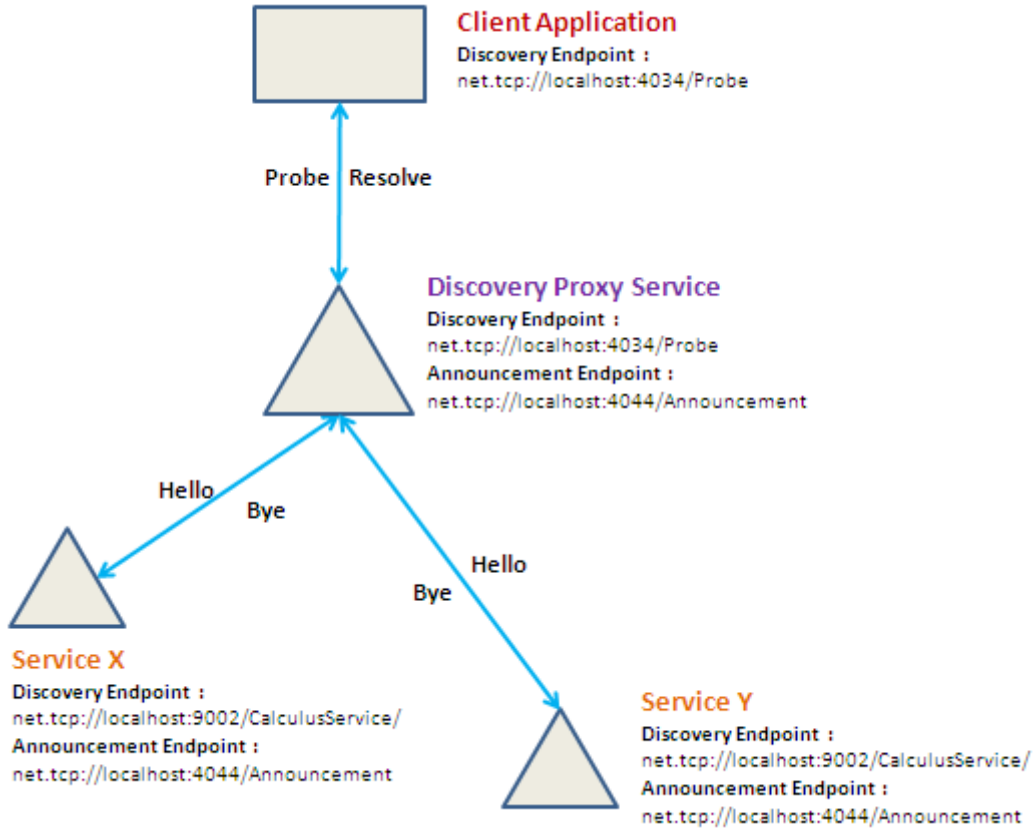 Client Application
Discovery Endpoint :
net.tcp://localhost:4034/Probe
Probe Resolve
Discovery Proxy Service
Discovery Endpoint :
net.tcp://localhost:4034/Probe
Announcement Endpoint :
net.tcp://localhost:4044/Announcement
Hello
Bye
Hello
Bye
Service X
Discovery Endpoint :
net.tcp://localhost:9002/CalculusService/
Announcement Endpoint :
net.tcp://localhost:4044/Announcement
Service Y
Discovery Endpoint :
net.tcp://localhost:9002/CalculusService/
Announcement Endpoint :
net.tcp://localhost:4044/Announcement